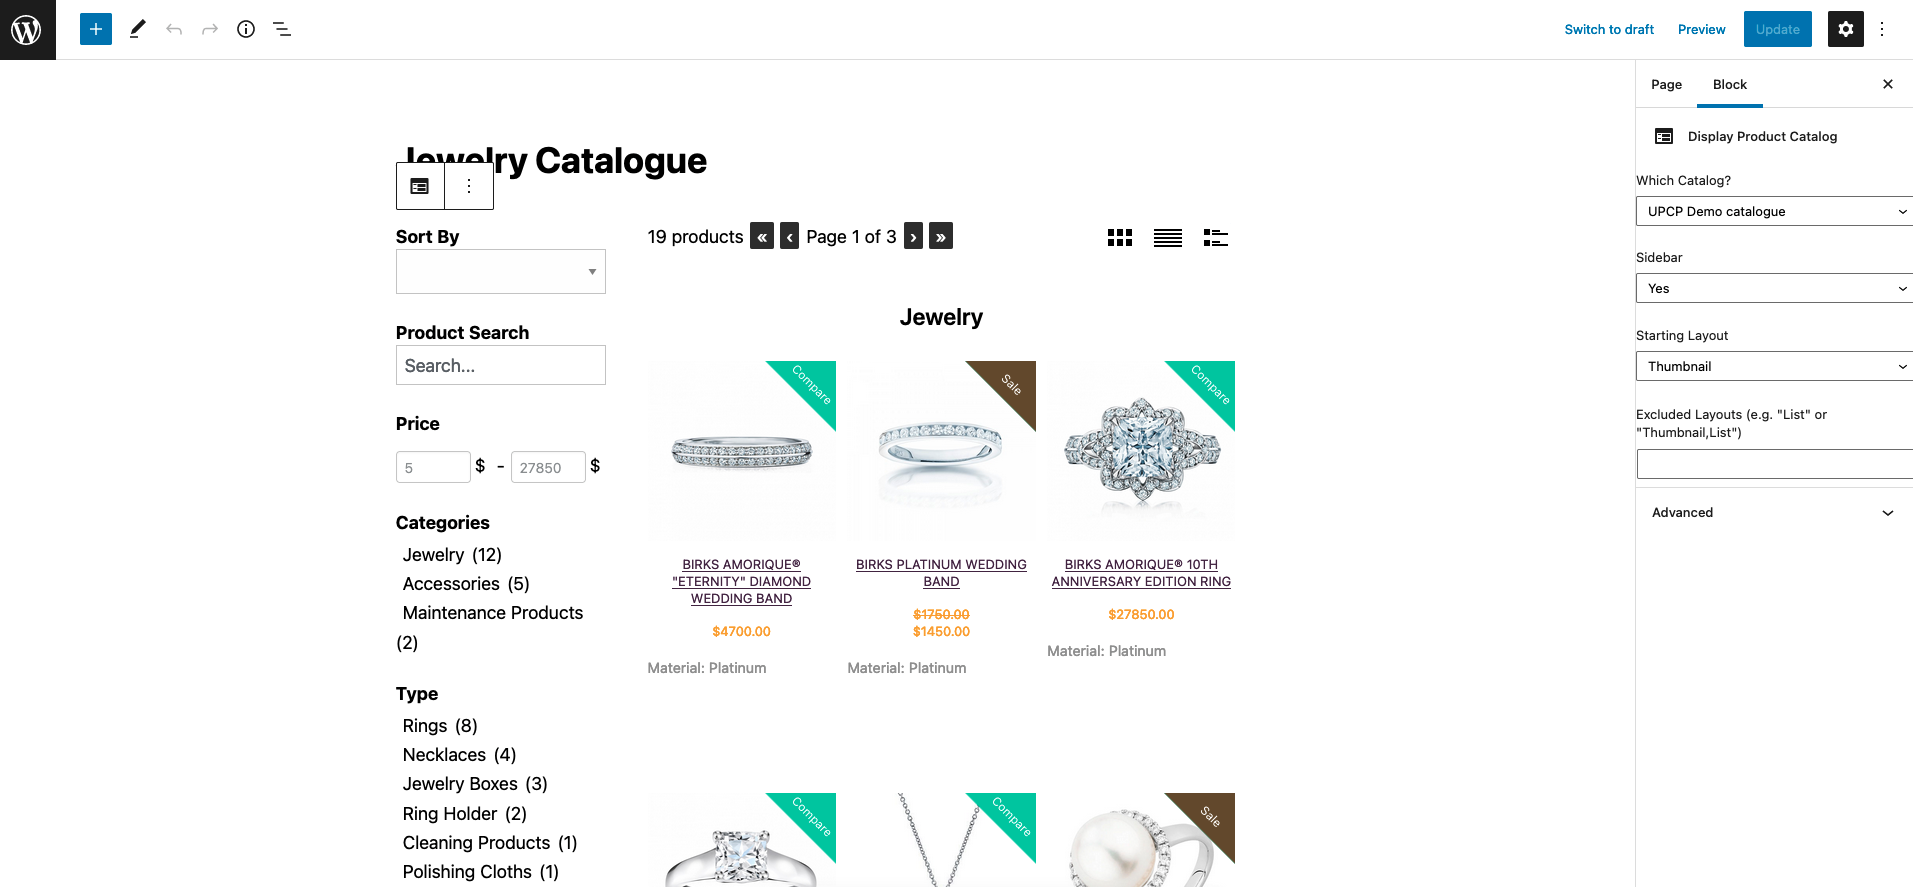 Switch to draft
Preview
Update
Page
Block
Display Product Catalog
Which Catalog?
UPCP Demo catalogue
Sidebar
Yes
Starting Layout
Thumbnail
Excluded Layouts (e.g. "List" or
"Thumbnail,List")
Advanced
Jewelry Catalogue
Sort By
Product Search
Search...
Price
5 $ - 27850 $
Categories
Jewelry (12)
Accessories (5)
Maintenance Products
(2)
Type
Rings (8)
Necklaces (4)
Jewelry Boxes (3)
Ring Holder (2)
Cleaning Products (1)
Polishing Cloths (1)
19 products « ‹ Page 1 of 3 › »
Jewelry
Compare
BIRKS AMORIQUE®
"ETERNITY" DIAMOND
WEDDING BAND
$4700.00
Material: Platinum
Sale
BIRKS PLATINUM WEDDING
BAND
$1750.00
$1450.00
Material: Platinum
Compare
BIRKS AMORIQUE® 10TH
ANNIVERSARY EDITION RING
$27850.00
Material: Platinum
Compare
Compare
Sale